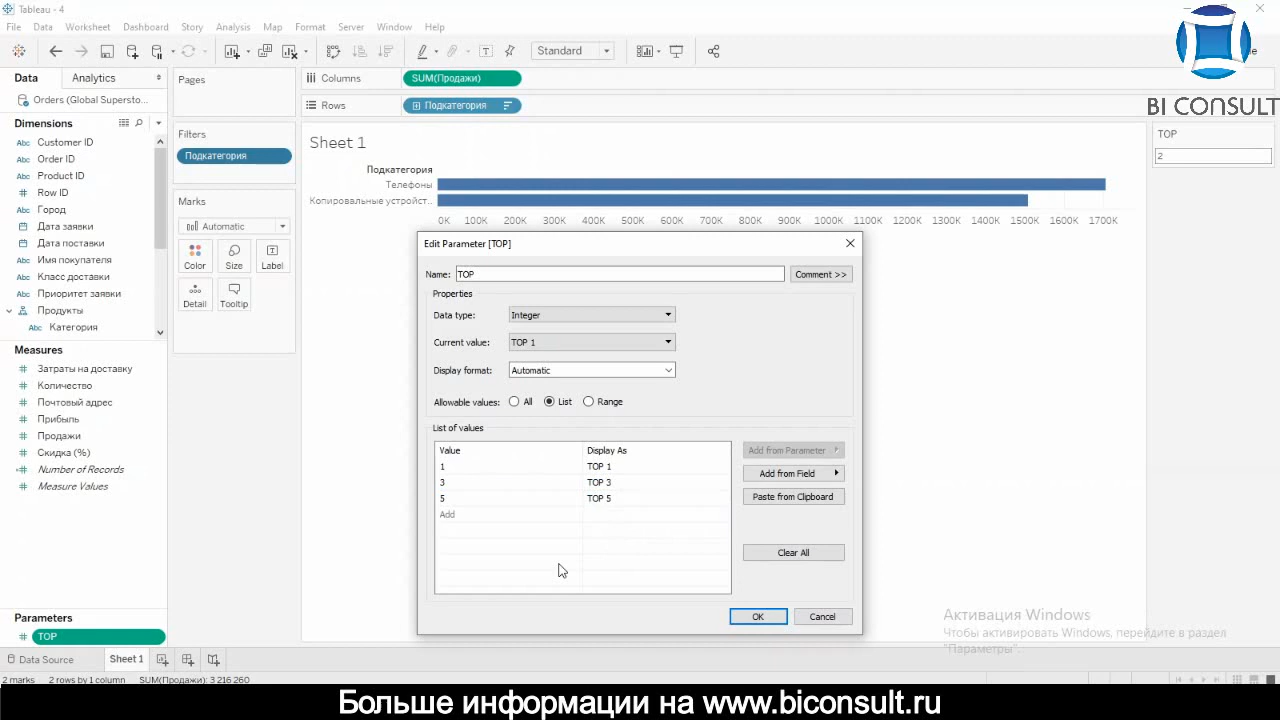 Tableau - 4
File Data Worksheet Dashboard Story Analysis Map Format Server Window Help
Standard
BI CONSULT
Data Analytics
Orders (Global Supersto...
Dimensions
Abc Customer ID
Abc Order ID
Abc Product ID
# Row ID
Abc Город
Дата заявки
Дата поставки
Abc Имя покупателя
Abc Класс доставки
Abc Приоритет заявки
Продукты
Abc Категория
Measures
# Затраты на доставку
# Количество
# Почтовый адрес
# Прибыль
# Продажи
# Скидка (%)
Number of Records
# Measure Values
Parameters
# TOP
Pages
Filters
Подкатегория
Marks
Automatic
Color Size Label
Detail Tooltip
Columns SUM(Продажи)
Rows Подкатегория
Sheet 1
Подкатегория
Телефоны
Копировальные устройст..
0K 100K 200K 300K 400K 500K 600K 700K 800K 900K 1000K 1100K 1200K 1300K 1400K 1500K 1600K 1700K
TOP
2
Edit Parameter [TOP]
Name: TOP Comment >>
Properties
Data type: Integer
Current value: TOP 1
Display format: Automatic
Allowable values: All List Range
List of values
Value Display As
1 TOP 1
3 TOP 3
5 TOP 5
Add
Add from Parameter
Add from Field
Paste from Clipboard
Clear All
OK Cancel
Активация Windows
Чтобы активировать Windows, перейдите в раздел
"Параметры".
Data Source Sheet 1
2 marks 2 rows by 1 column SUM(Продажи): 3 216 260
Больше информации на www.biconsult.ru